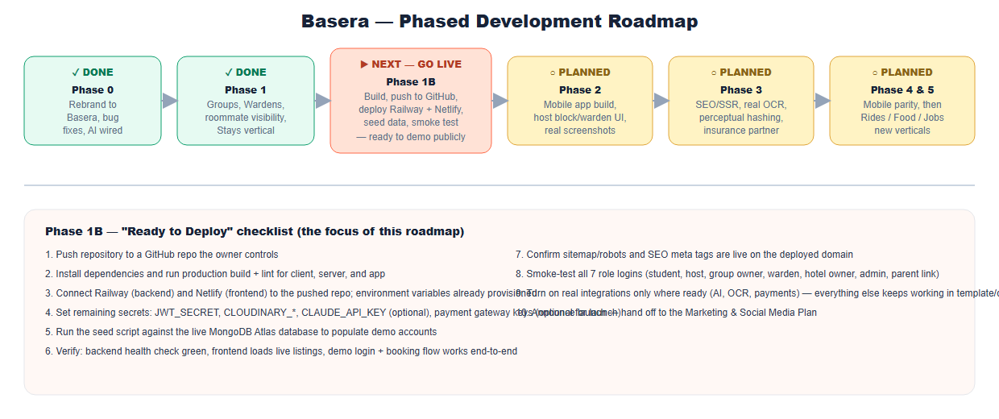 Basera — Phased Development Roadmap
✓ DONE
Phase 0
Rebrand to
Basera, bug
fixes, AI wired
✓ DONE
Phase 1
Groups, Wardens,
roommate visibility,
Stays vertical
▶ NEXT — GO LIVE
Phase 1B
Build, push to GitHub,
deploy Railway + Netlify,
seed data, smoke test
— ready to demo publicly
○ PLANNED
Phase 2
Mobile app build,
host block/warden UI,
real screenshots
○ PLANNED
Phase 3
SEO/SSR, real OCR,
perceptual hashing,
insurance partner
○ PLANNED
Phase 4 & 5
Mobile parity, then
Rides / Food / Jobs
new verticals
Phase 1B — "Ready to Deploy" checklist (the focus of this roadmap)
1. Push repository to a GitHub repo the owner controls
2. Install dependencies and run production build + lint for client, server, and app
3. Connect Railway (backend) and Netlify (frontend) to the pushed repo; environment variables already provisioned
4. Set remaining secrets: JWT_SECRET, CLOUDINARY_*, CLAUDE_API_KEY (optional), payment gateway keys (optional for launch)
5. Run the seed script against the live MongoDB Atlas database to populate demo accounts
6. Verify: backend health check green, frontend loads live listings, demo login + booking flow works end-to-end
7. Confirm sitemap/robots and SEO meta tags are live on the deployed domain
8. Smoke-test all 7 role logins (student, host, group owner, warden, hotel owner, admin, parent link)
9. Turn on real integrations only where ready (AI, OCR, payments) — everything else keeps working in template/
10. Announce launch — hand off to the Marketing & Social Media Plan